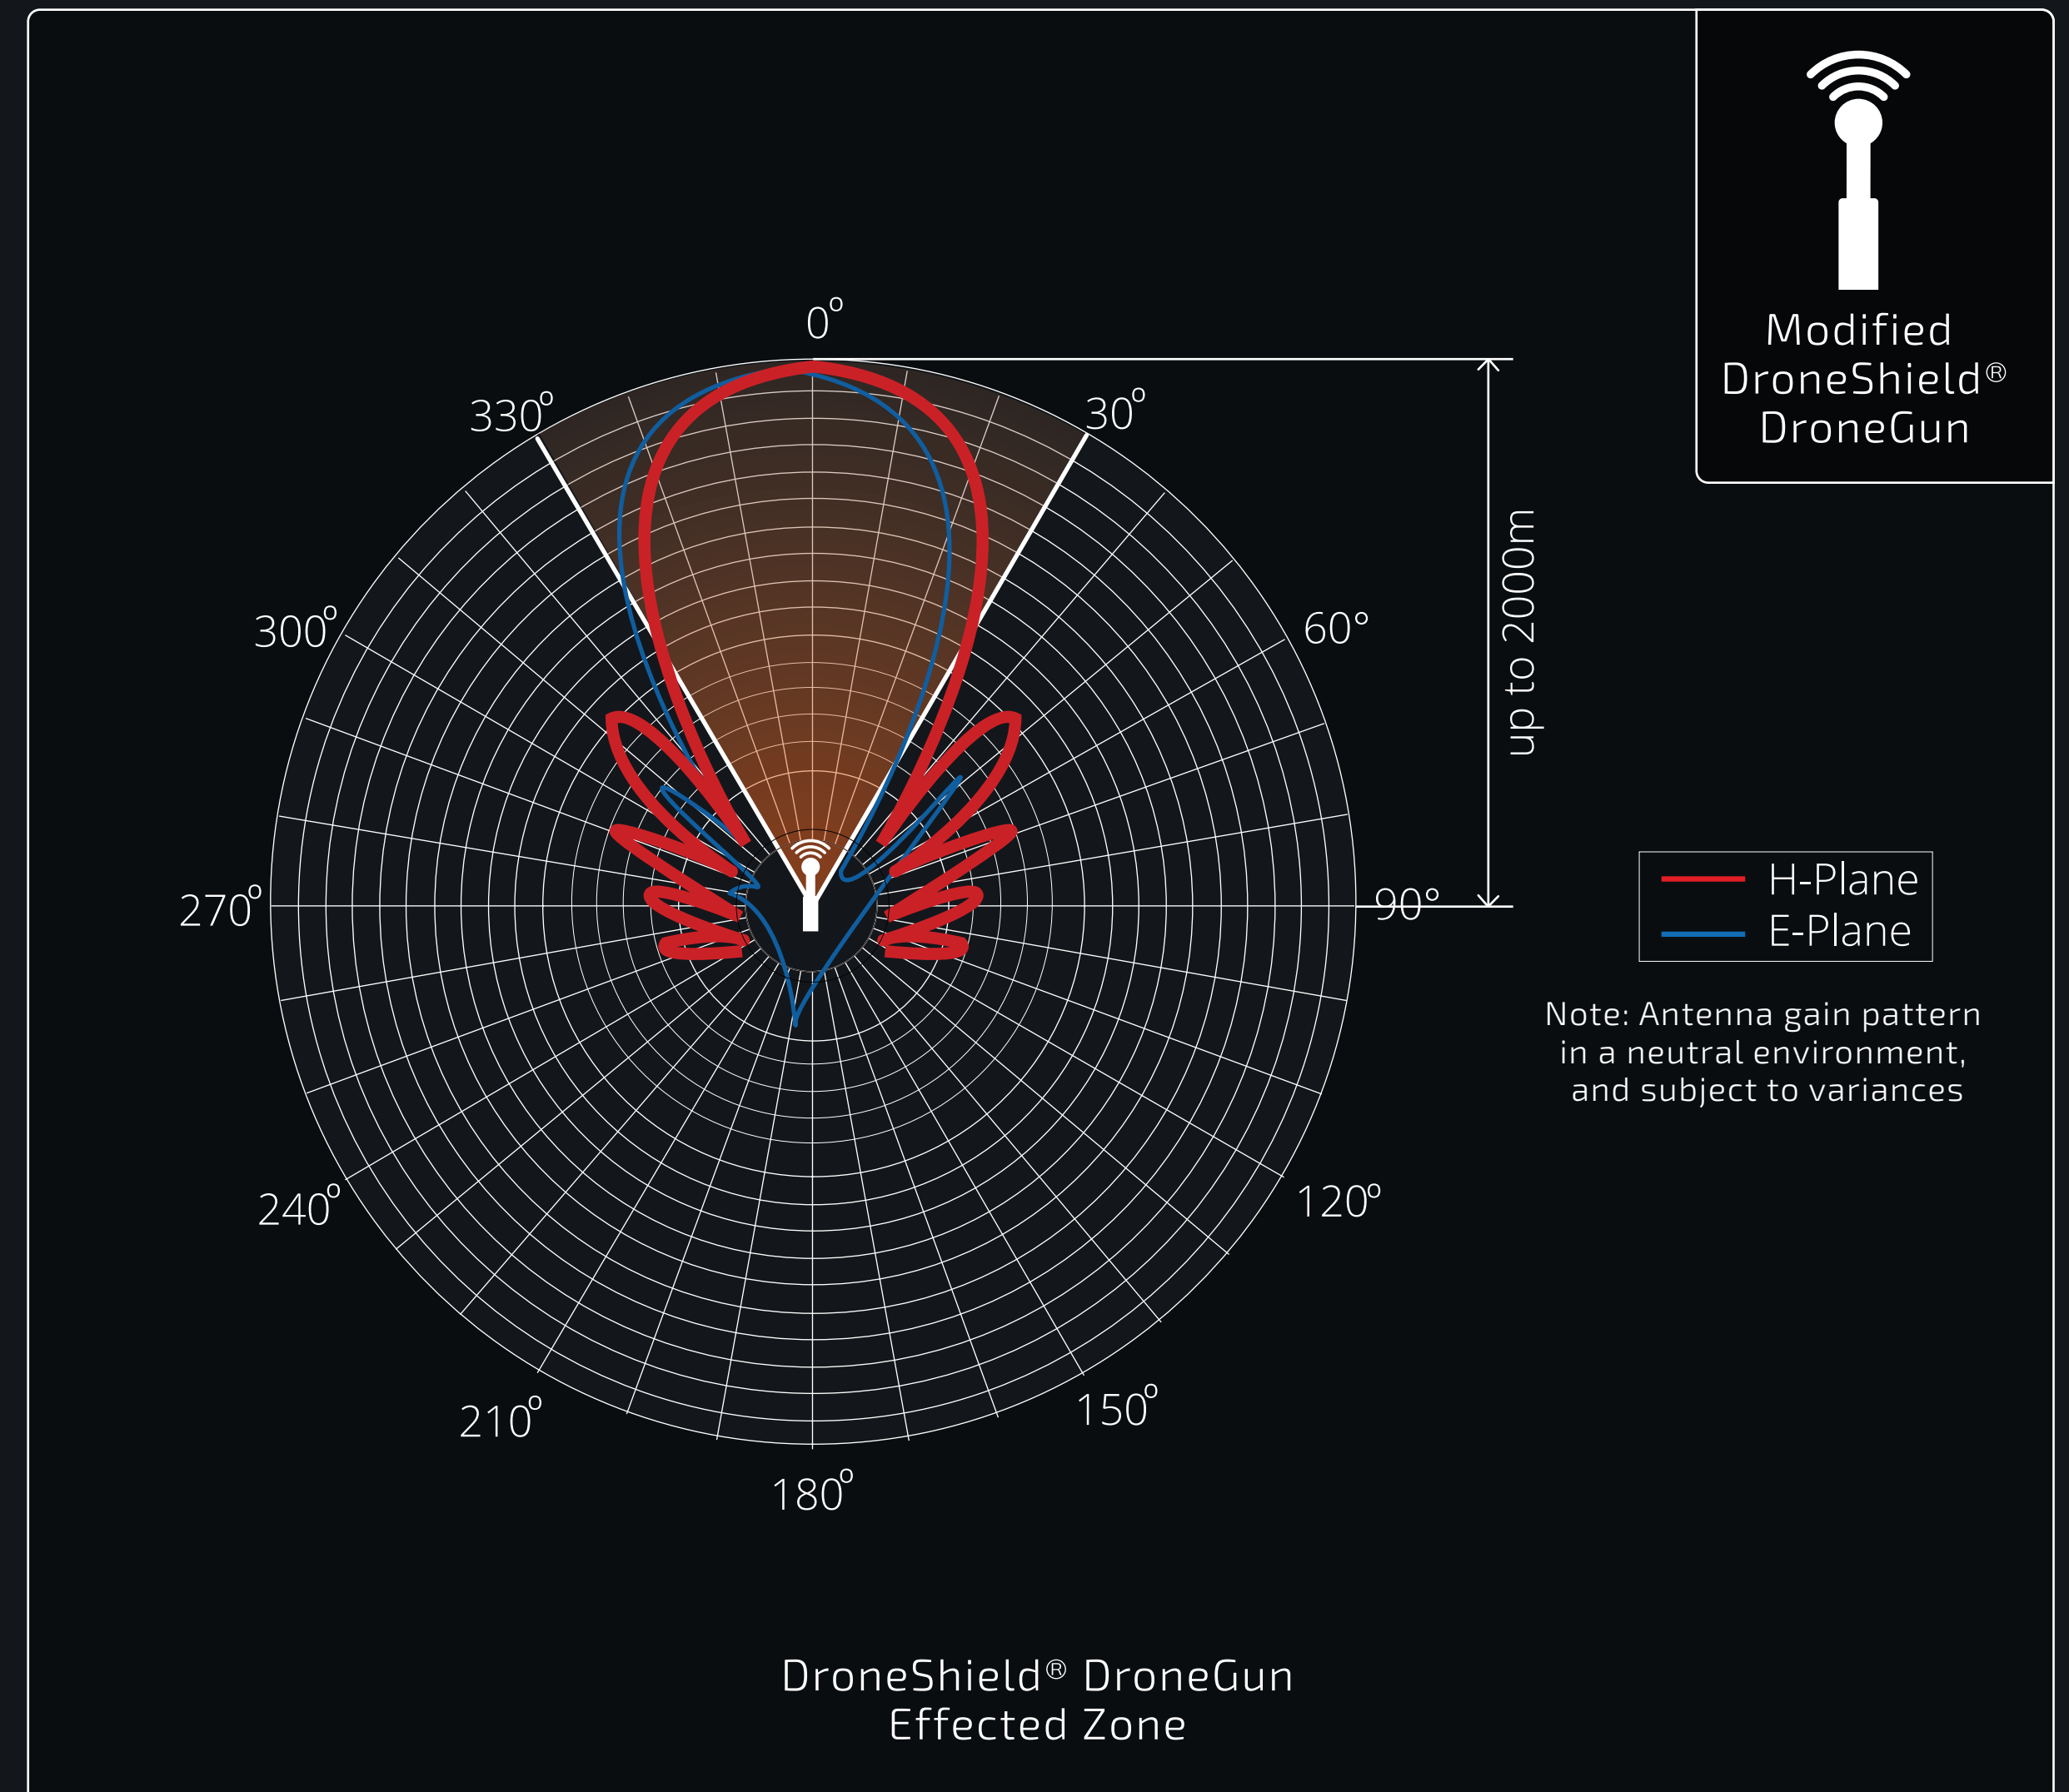 Modified
DroneShield®
DroneGun
0°
330°
30°
300°
60°
up to 2000m
270°
90°
H-Plane
E-Plane
Note: Antenna gain pattern
in a neutral environment,
and subject to variances
240°
120°
210°
150°
180°
DroneShield® DroneGun
Effected Zone